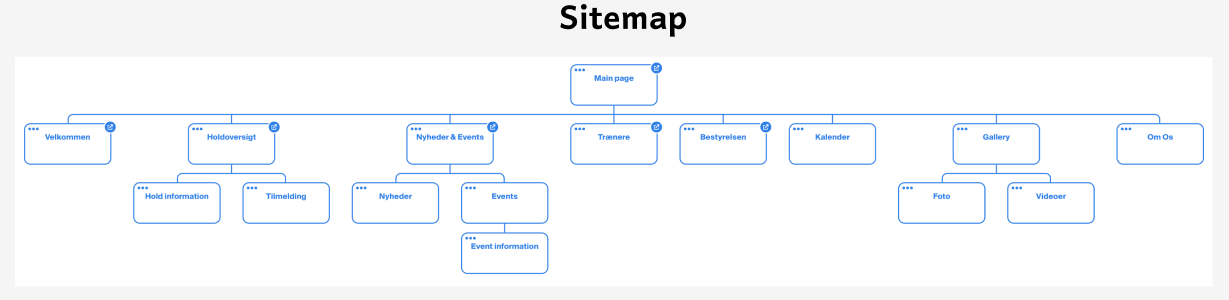 Sitemap
Main page
Velkommen
Holdoversigt
Nyheder & Events
Trænere
Bestyrelsen
Kalender
Gallery
Om Os
Hold information
Tilmelding
Nyheder
Events
Foto
Videoer
Event information